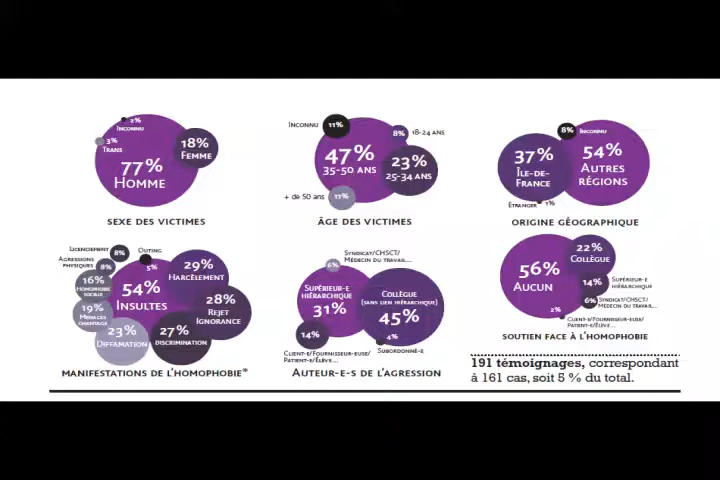 2%
Inconnu
3%
Trans
77%
Homme
18%
Femme
SEXE DES VICTIMES
Inconnu
11%
8%
18-24 ANS
47%
35-50 ANS
23%
25-34 ANS
+ de 50 ans
11%
ÂGE DES VICTIMES
8%
Inconnu
37%
Île-de-
France
54%
Autres
régions
Étranger
1%
ORIGINE GÉOGRAPHIQUE
Licenciement
8%
Outing
5%
Agressions
physiques
8%
29%
Harcèlement
16%
Homophobie
sociale
54%
Insultes
28%
Rejet
Ignorance
19%
Menaces
chantage
23%
Diffamation
27%
discrimination
MANIFESTATIONS DE L'HOMOPHOBIE*
Syndicat/CHSCT/
Médecin du travail...
6%
Supérieur-e
hiérarchique
31%
Collègue
(sans lien hiérarchique)
45%
14%
4%
Subordonné-e
Client-e/Fournisseur-euse/
Patient-e/Élève...
Auteur-e-s de l'agression
56%
Aucun
22%
Collègue
14%
Supérieur-e
hiérarchique
6%
Syndicat/CHSCT/
Médecin du travail...
2%
Client-e/Fournisseur-euse/
Patient-e/Élève...
SOUTIEN FACE À L'HOMOPHOBIE
191 témoignages, correspondant
à 161 cas, soit 5 % du total.